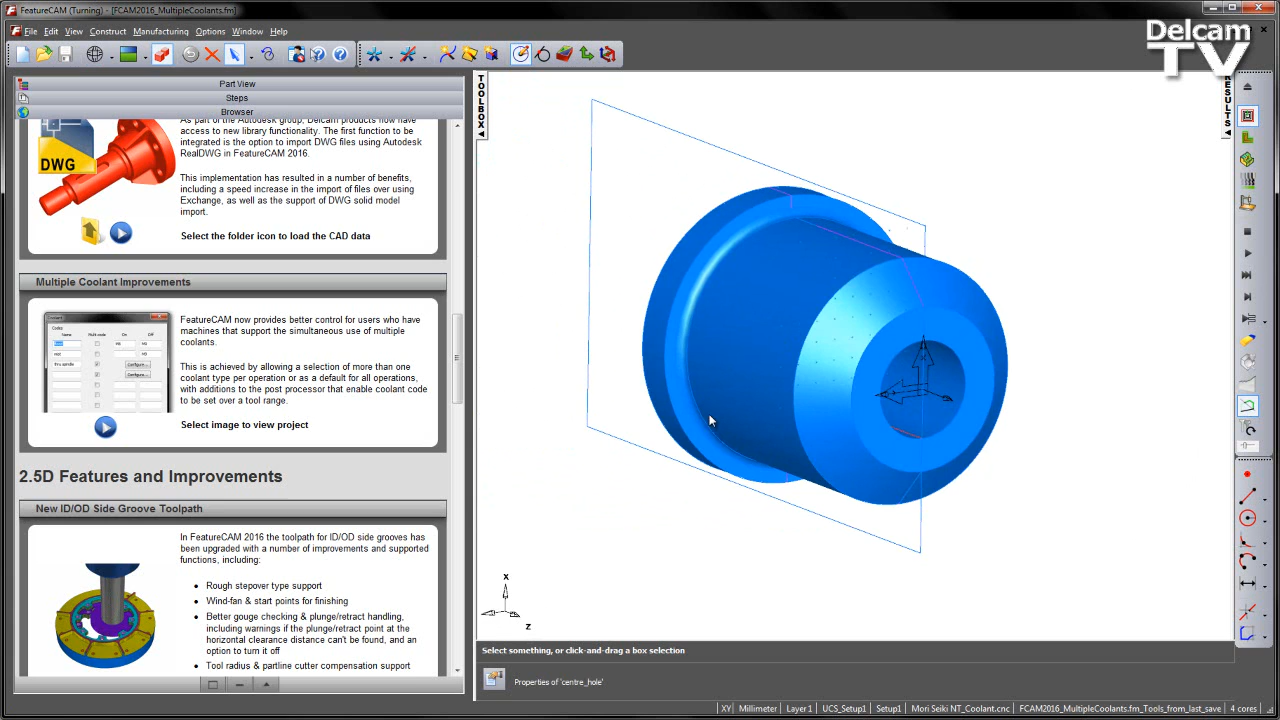 FeatureCAM (Turning) - [FCAM2016_MultipleCoolants.fm]
File Edit View Construct Manufacturing Options Window Help
Delcam
TV
Part View
Steps
Browser
TOOLBOX
RESULTS
As part of the Autodesk group, Delcam products now have
access to new library functionality. The first function to be
integrated is the option to import DWG files using Autodesk
RealDWG in FeatureCAM 2016.
DWG
This implementation has resulted in a number of benefits,
including a speed increase in the import of files over using
Exchange, as well as the support of DWG solid model
import.
Select the folder icon to load the CAD data
Multiple Coolant Improvements
FeatureCAM now provides better control for users who have
machines that support the simultaneous use of multiple
coolants.
This is achieved by allowing a selection of more than one
coolant type per operation or as a default for all operations,
with additions to the post processor that enable coolant code
to be set over a tool range.
Select image to view project
2.5D Features and Improvements
New ID/OD Side Groove Toolpath
In FeatureCAM 2016 the toolpath for ID/OD side grooves has
been upgraded with a number of improvements and supported
functions, including:
Rough stepover type support
Wind-fan & start points for finishing
Better gouge checking & plunge/retract handling,
including warnings if the plunge/retract point at the
horizontal clearance distance can't be found, and an
option to turn it off
Tool radius & partline cutter compensation support
X
Z
Select something, or click-and-drag a box selection
Properties of 'centre_hole'
XY Millimeter Layer1 UCS_Setup1 Setup1 Mori Seiki NT_Coolant.cnc FCAM2016_MultipleCoolants.fm_Tools_from_last_save 4 cores